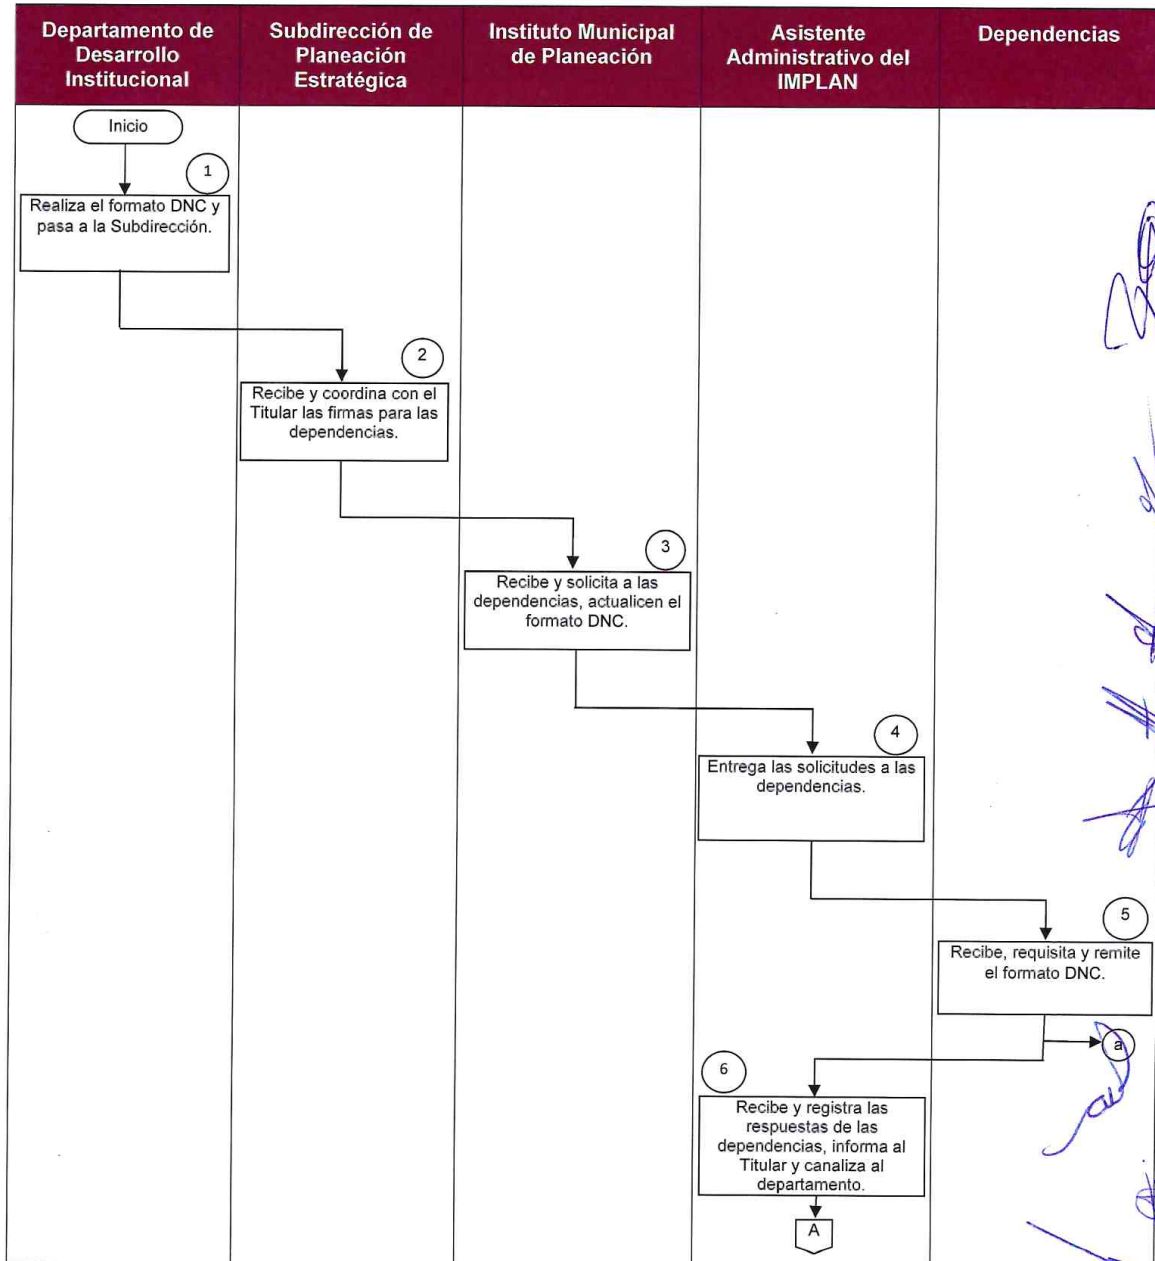 Departamento de
Desarrollo
Institucional
Subdirección de
Planeación
Estratégica
Instituto Municipal
de Planeación
Asistente
Administrativo del
IMPLAN
Dependencias
Inicio
1
Realiza el formato DNC y
pasa a la Subdirección.
2
Recibe y coordina con el
Titular las firmas para las
dependencias.
3
Recibe y solicita a las
dependencias, actualicen el
formato DNC.
4
Entrega las solicitudes a las
dependencias.
5
Recibe, requisita y remite
el formato DNC.
a
6
Recibe y registra las
respuestas de las
dependencias, informa al
Titular y canaliza al
departamento.
A